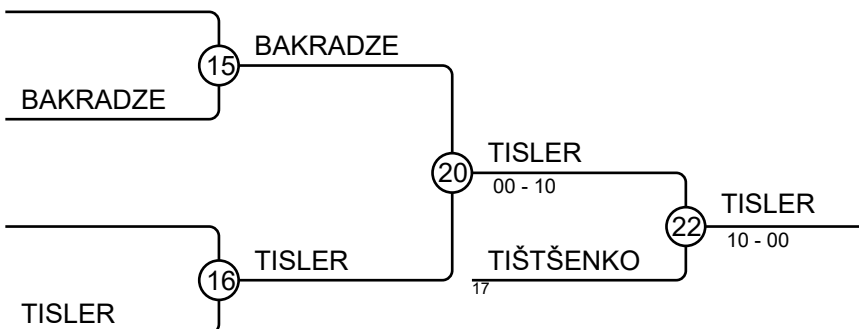 BAKRADZE
15
BAKRADZE
TISLER
20
00 - 10
TISLER
22
10 - 00
TISLER
TIŠTŠENKO
16
17
TISLER